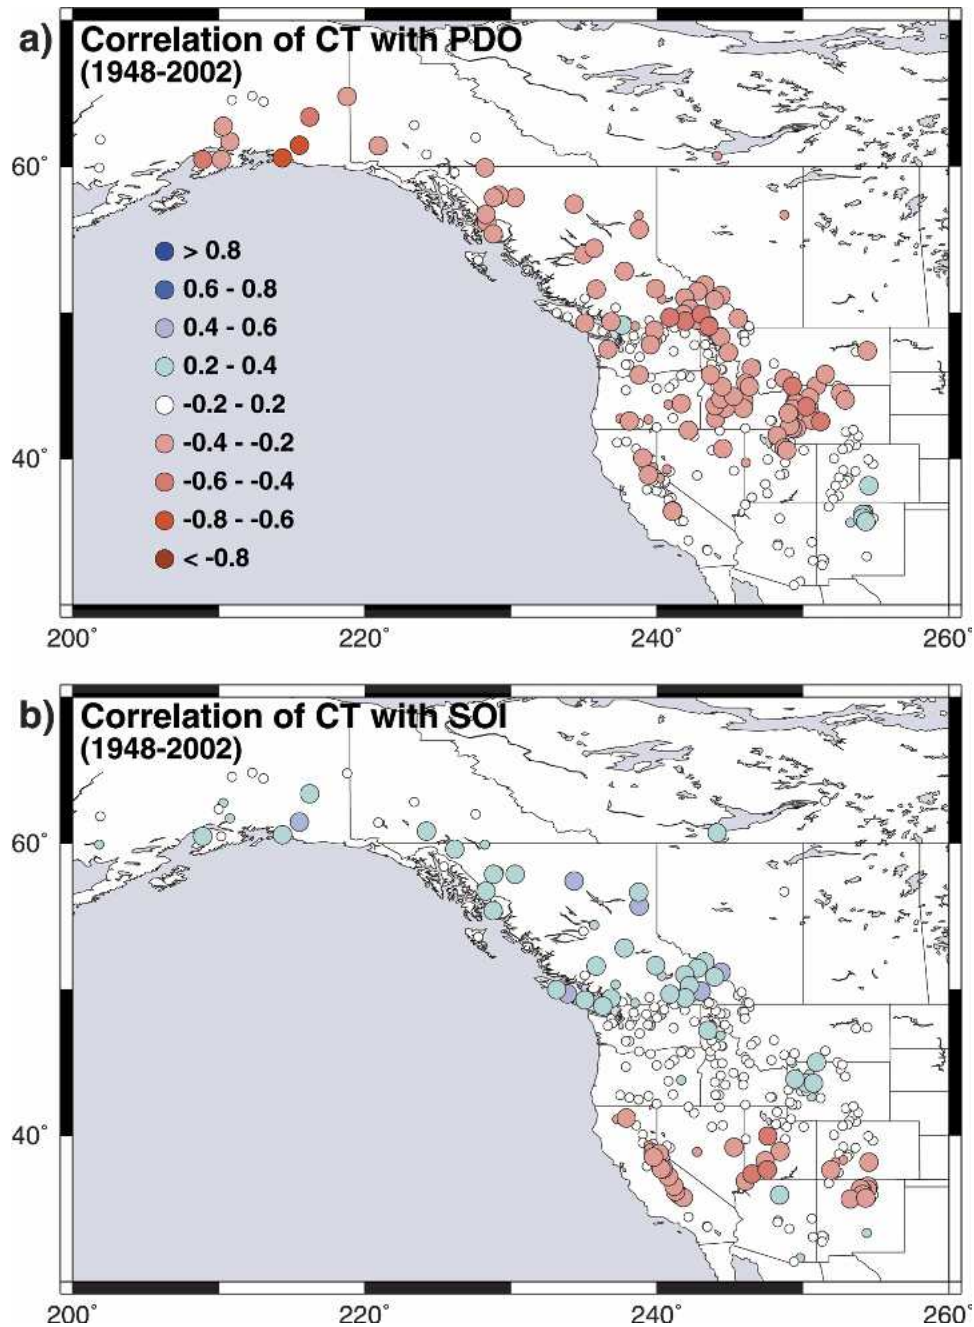 a) Correlation of CT with PDO
(1948-2002)
60°
> 0.8
0.6 - 0.8
0.4 - 0.6
0.2 - 0.4
-0.2 - 0.2
-0.4 - -0.2
-0.6 - -0.4
-0.8 - -0.6
< -0.8
40°
200° 220° 240° 260°
b) Correlation of CT with SOI
(1948-2002)
60°
40°
200° 220° 240° 260°